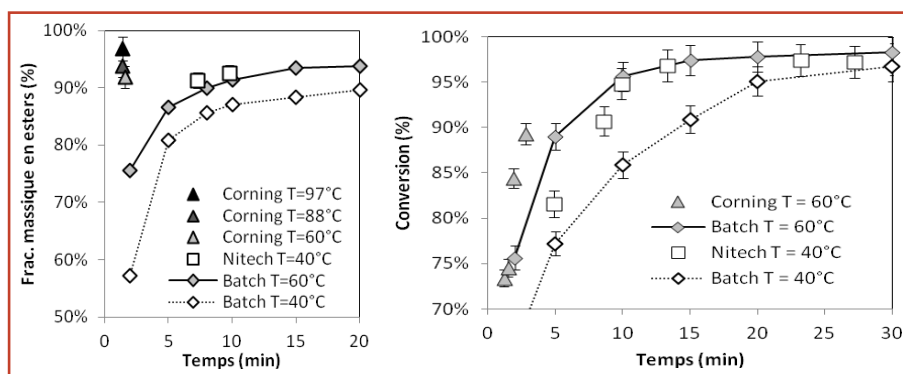 100%
90%
80%
70%
60%
50%
Frac. massique en esters (%)
Corning T=97°C
Corning T=88°C
Corning T=60°C
Nitech T=40°C
Batch T=60°C
Batch T=40°C
0
5
10
15
20
Temps (min)
100%
95%
90%
85%
80%
75%
70%
Conversion (%)
Corning T = 60°C
Batch T = 60°C
Nitech T = 40°C
Batch T = 40°C
0
5
10
15
20
25
30
Temps (min)